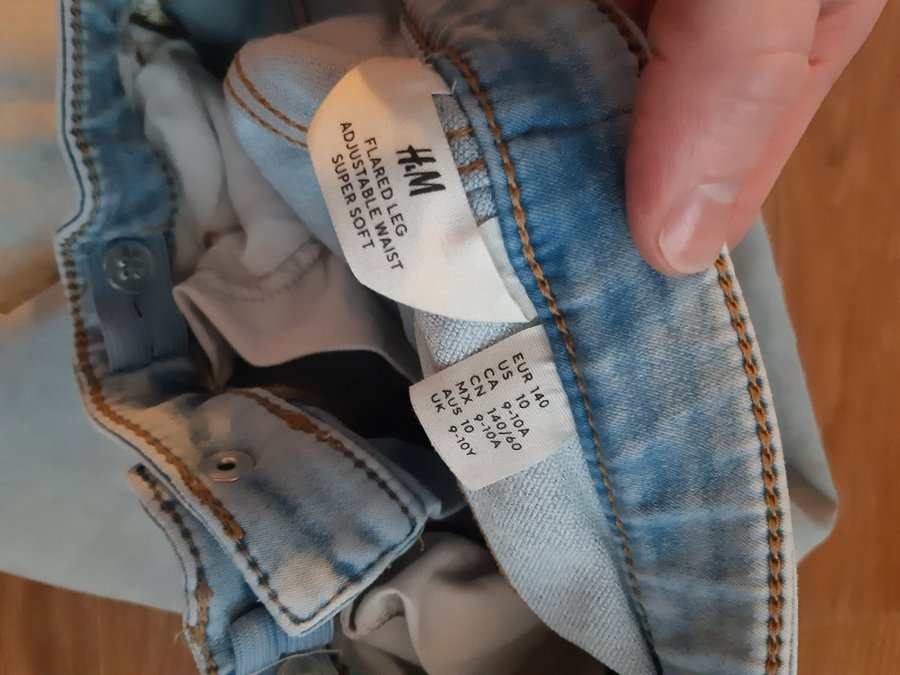 H&M
FLARED LEG
ADJUSTABLE WAIST
SUPER SOFT
EUR 140
US 10
CA 9-10A
CN 140/60
MX 9-10A
AUS 10
UK 9-10Y